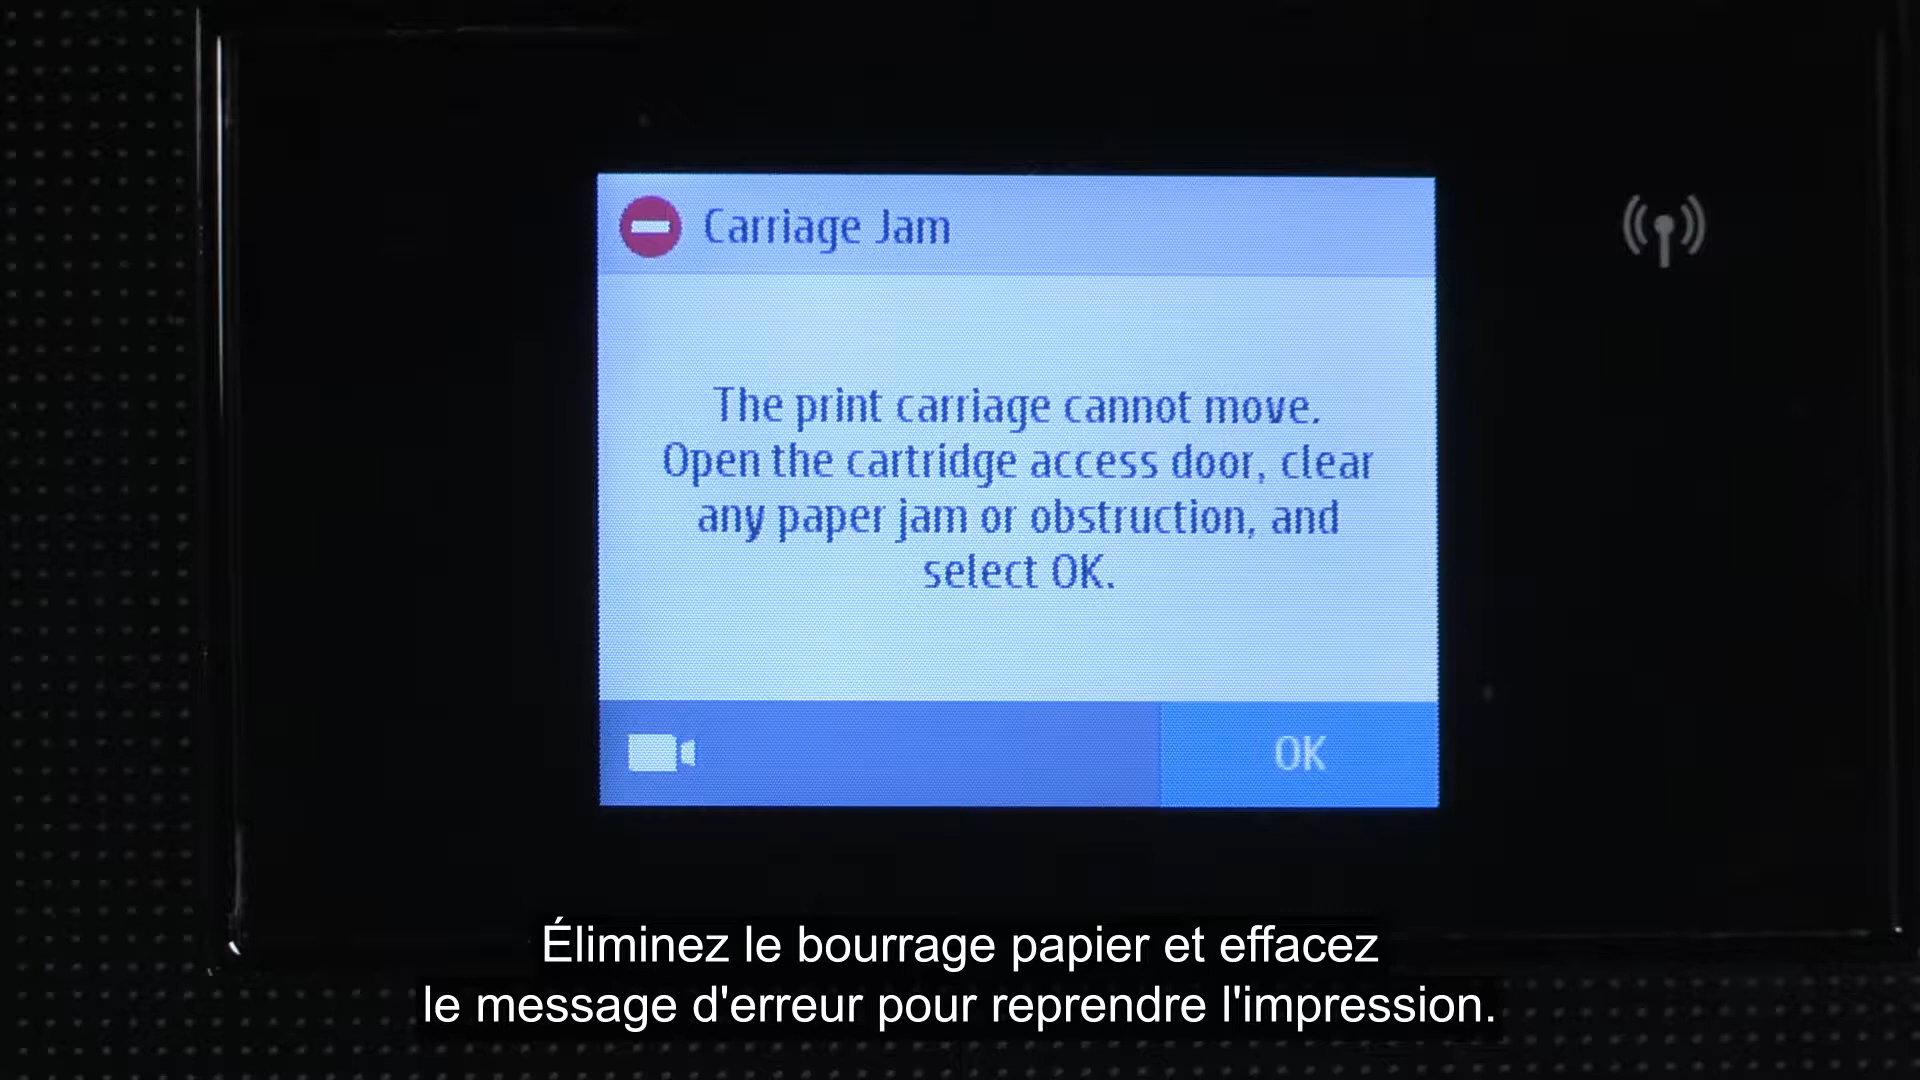 Carriage Jam
The print carriage cannot move.
Open the cartridge access door, clear
any paper jam or obstruction, and
select OK.
OK
Éliminez le bourrage papier et effacez
le message d'erreur pour reprendre l'impression.